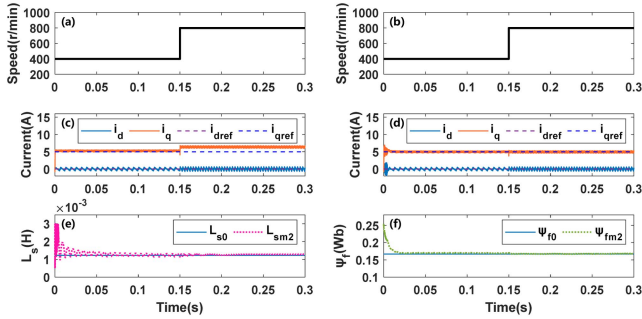 (a)
Speed(r/min)
1000
800
600
400
200
0 0.05 0.1 0.15 0.2 0.25 0.3
(b)
Speed(r/min)
1000
800
600
400
200
0 0.05 0.1 0.15 0.2 0.25 0.3
(c)
i_d i_q i_dref i_qref
Current(A)
15
10
5
0
0 0.05 0.1 0.15 0.2 0.25 0.3
(d)
i_d i_q i_dref i_qref
Current(A)
15
10
5
0
0 0.05 0.1 0.15 0.2 0.25 0.3
×10⁻³
(e)
L_s0 L_sm2
L_s(H)
3
2
1
0
0 0.05 0.1 0.15 0.2 0.25 0.3
Time(s)
(f)
Ψ_f0 Ψ_fm2
Ψ_f(Wb)
0.25
0.2
0.15
0.1
0 0.05 0.1 0.15 0.2 0.25 0.3
Time(s)